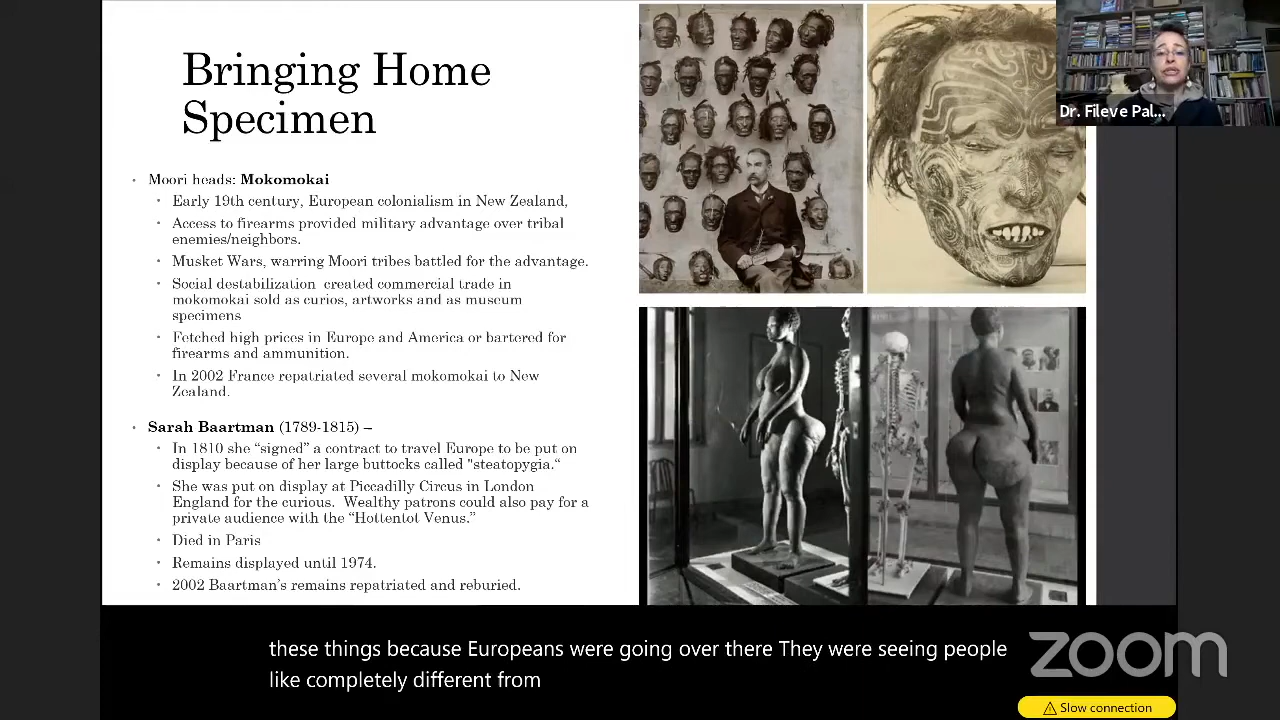 Bringing Home
Specimen
Moori heads: Mokomokai
Early 19th century, European colonialism in New Zealand,
Access to firearms provided military advantage over tribal
enemies/neighbors.
Musket Wars, warring Moori tribes battled for the advantage.
Social destabilization created commercial trade in
mokomokai sold as curios, artworks and as museum
specimens
Fetched high prices in Europe and America or bartered for
firearms and ammunition.
In 2002 France repatriated several mokomokai to New
Zealand.
Sarah Baartman (1789-1815) –
In 1810 she “signed” a contract to travel Europe to be put on
display because of her large buttocks called "steatopygia.“
She was put on display at Piccadilly Circus in London
England for the curious. Wealthy patrons could also pay for a
private audience with the “Hottentot Venus.”
Died in Paris
Remains displayed until 1974.
2002 Baartman’s remains repatriated and reburied.
Dr. Fileve Pal...
these things because Europeans were going over there They were seeing people
like completely different from
zoom
Slow connection